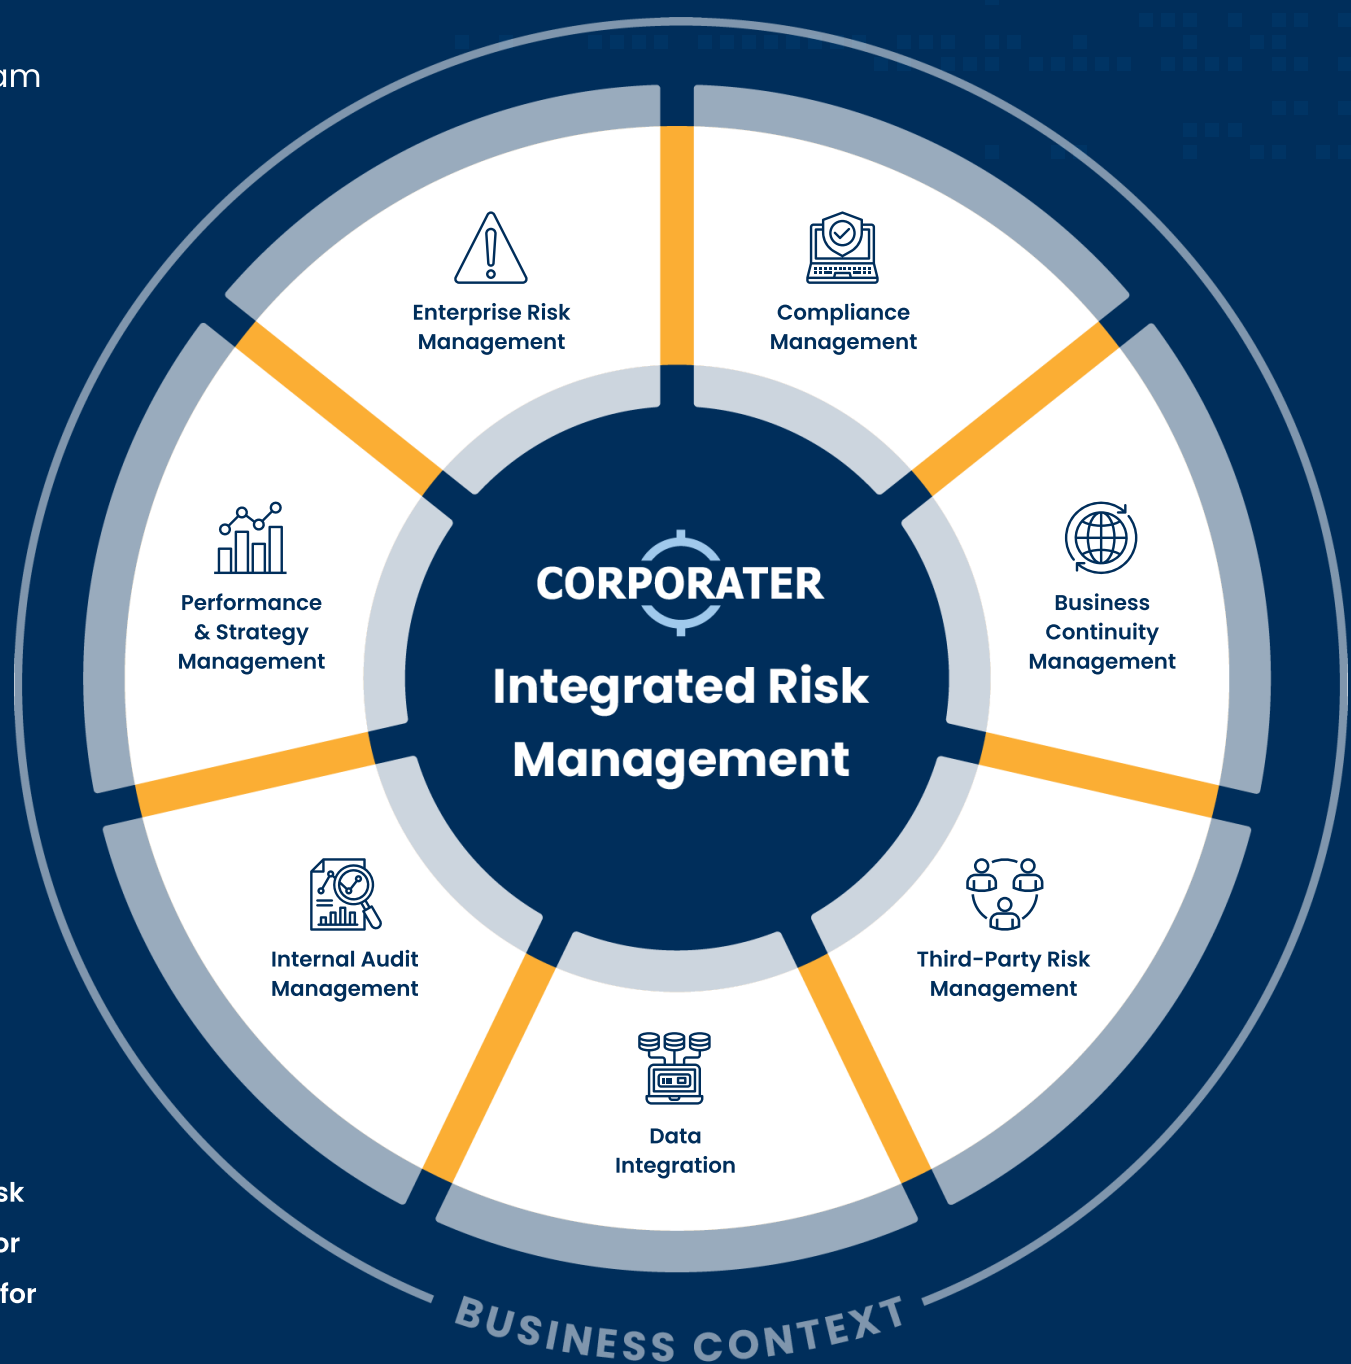 Enterprise Risk
Management
Compliance
Management
Performance
& Strategy
Management
Business
Continuity
Management
CORPORATER
Integrated Risk
Management
Internal Audit
Management
Third-Party Risk
Management
Data
Integration
for
BUSINESS CONTEXT